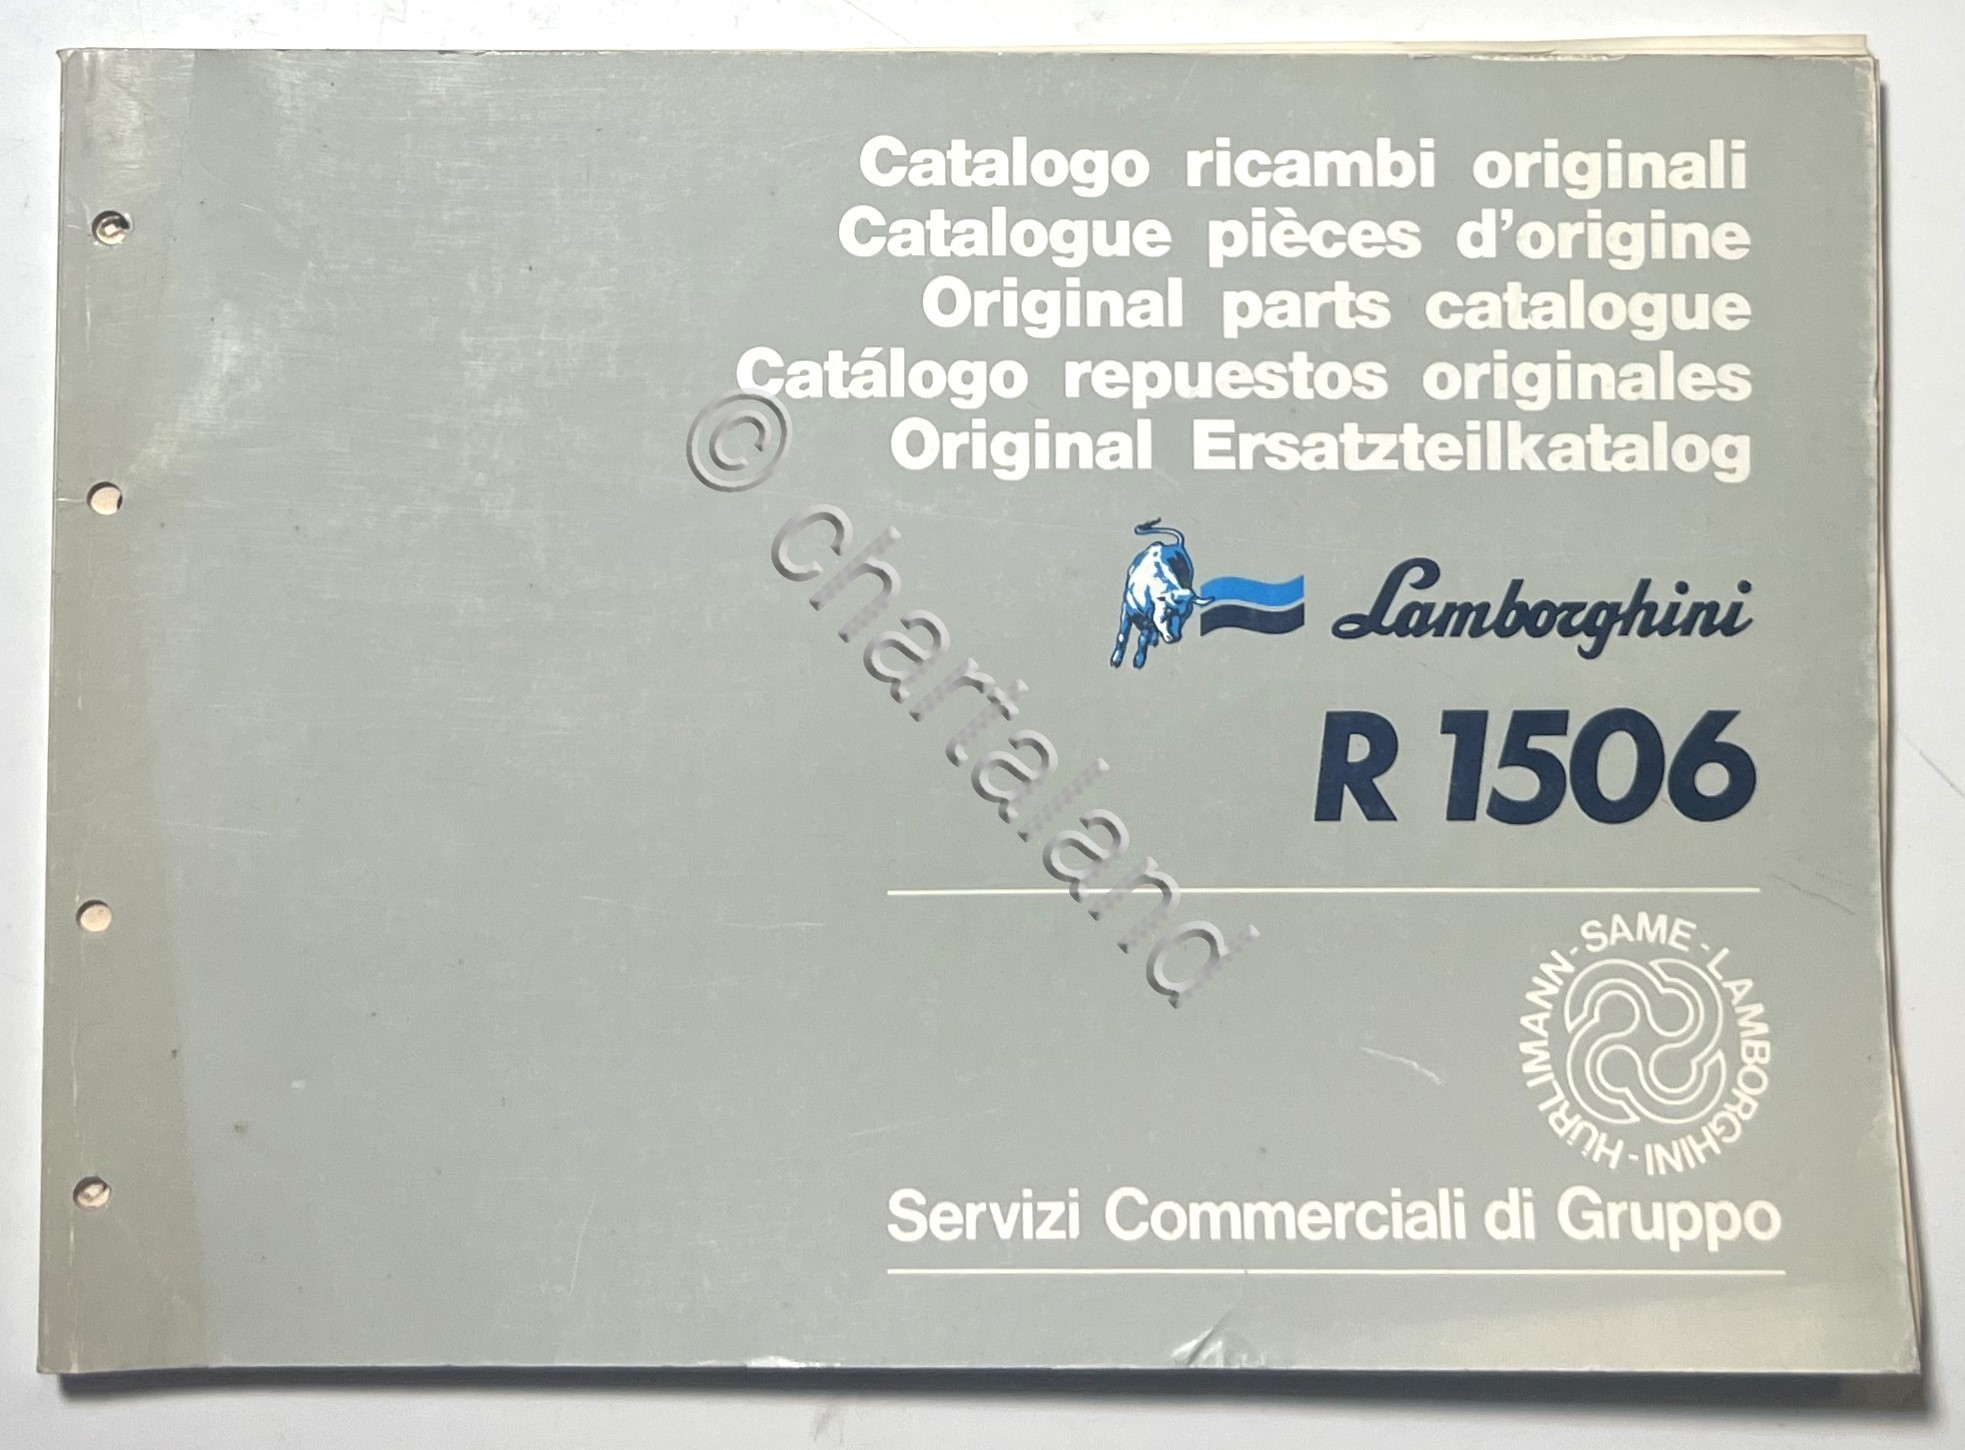 Catalogo ricambi originali
Catalogue pièces d'origine
Original parts catalogue
Catálogo repuestos originales
Original Ersatzteilkatalog
Lamborghini
R 1506
HÜRLIMANN-SAME-LAMBORGHINI-
Servizi Commerciali di Gruppo
© chartaland